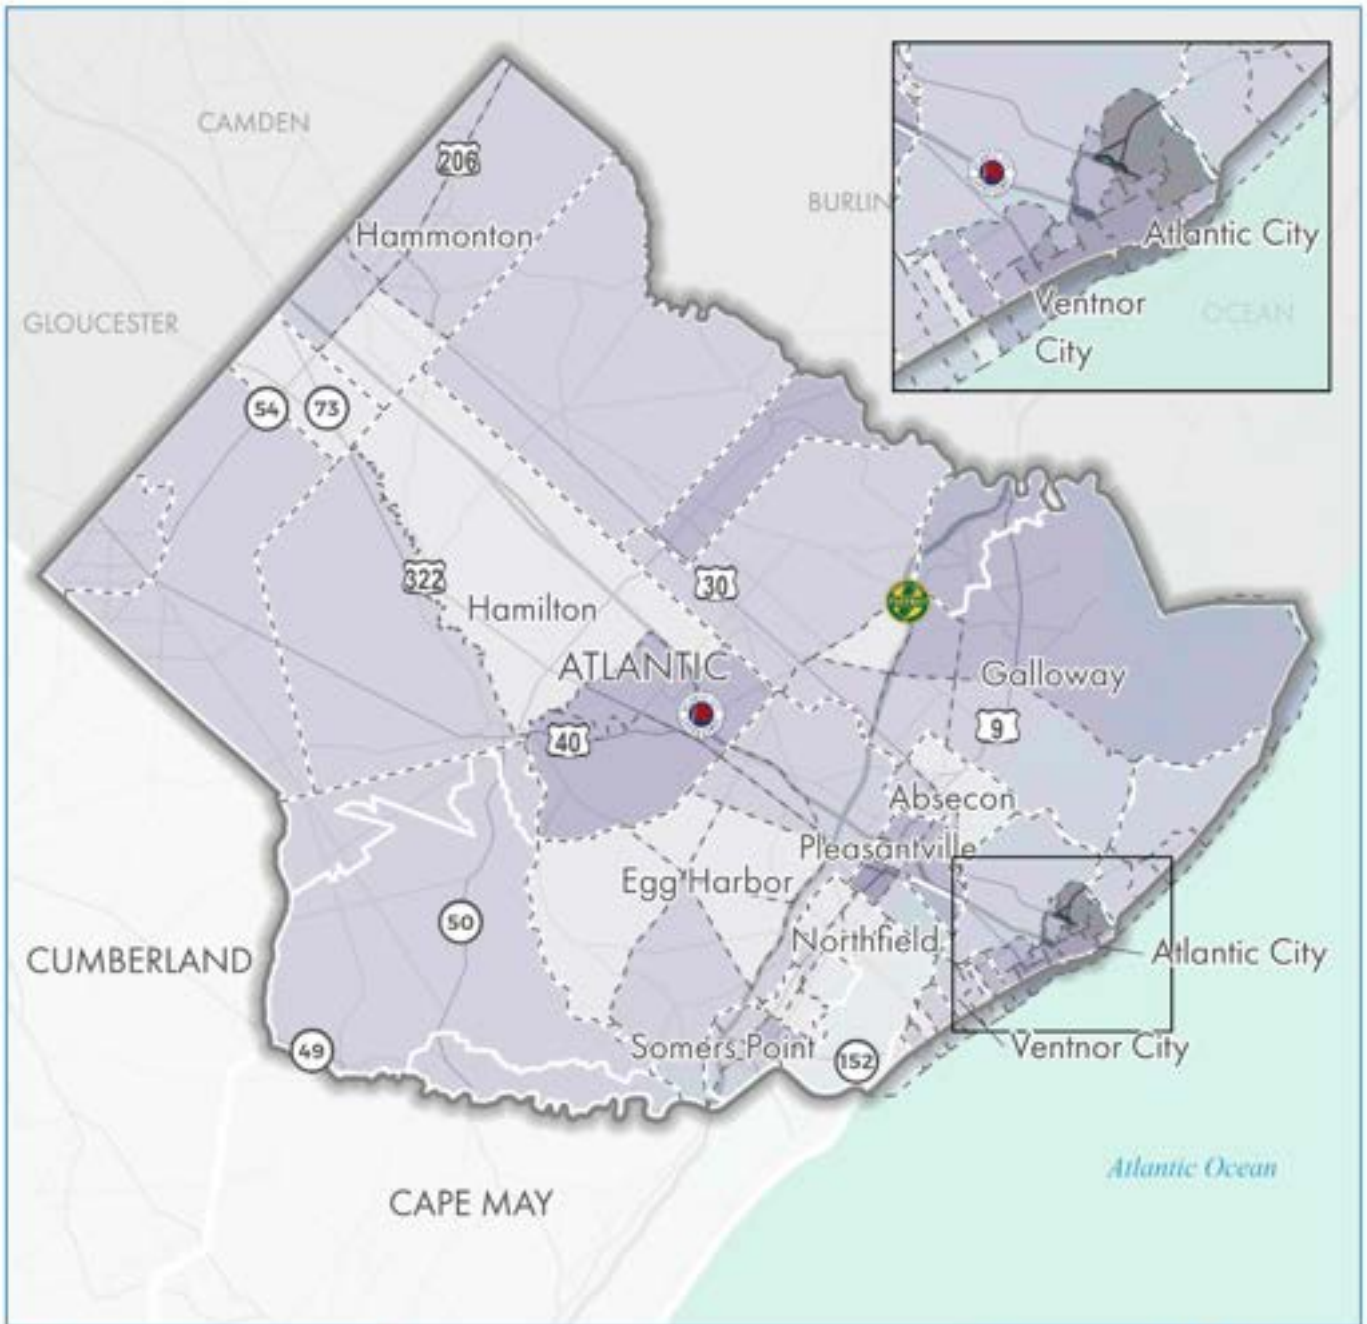 CAMDEN
206
BURLIN
Hammonton
Atlantic City
GLOUCESTER
Ventnor
City
OCEAN
54
73
322
30
Hamilton
ATLANTIC
Galloway
40
9
Absecon
Pleasantville
Egg Harbor
50
Northfield
CUMBERLAND
Atlantic City
49
Somers Point
152
Ventnor City
Atlantic Ocean
CAPE MAY